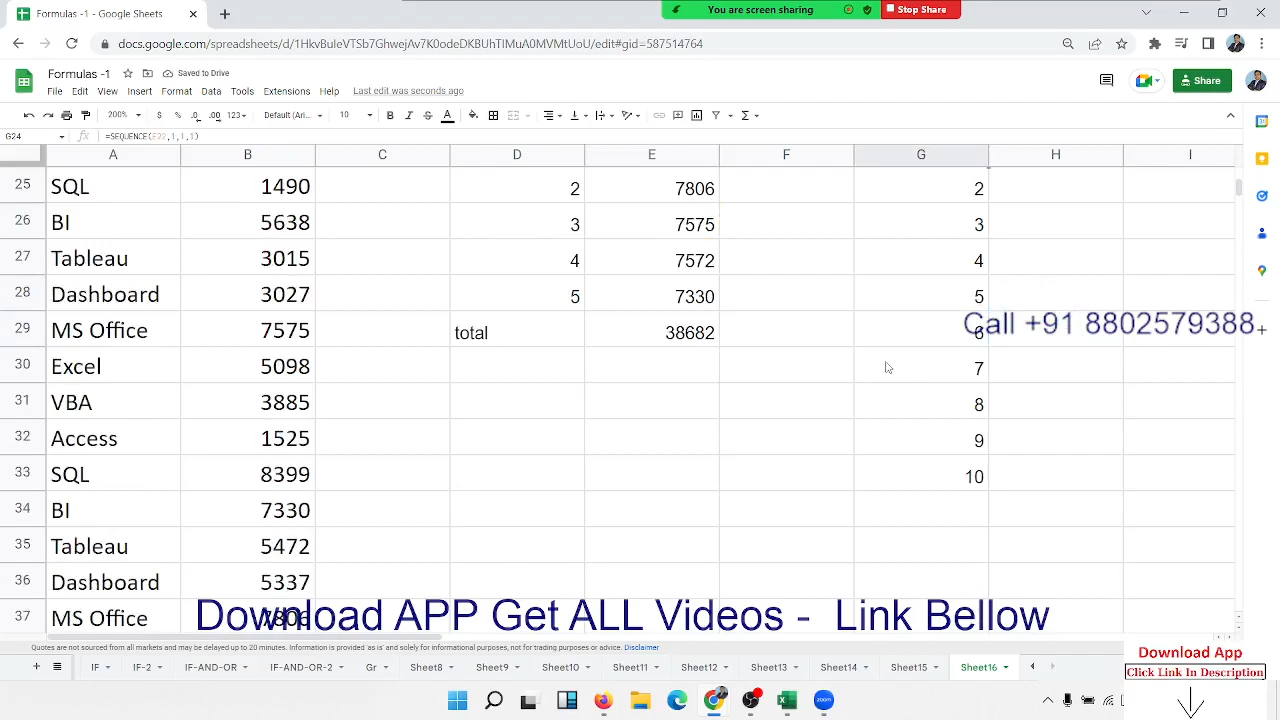 Formulas -1 - Google Sheets
You are screen sharing
Stop Share
docs.google.com/spreadsheets/d/1HkvBuIeVTSb7GhwejAv7K0odnDKBUhTIMuA0MVMtUoU/edit#gid=587514764
Formulas -1
Saved to Drive
File Edit View Insert Format Data Tools Extensions Help Last edit was seconds ago
Share
200% $ % .0 .00 123 Default (Ari... 10 B I S A
G24 fx =SEQUENCE(E22,1,1,1)
A B C D E F G H I
25 SQL 1490 2 7806 2
26 BI 5638 3 7575 3
27 Tableau 3015 4 7572 4
28 Dashboard 3027 5 7330 5
29 MS Office 7575 total 38682 6
Call +91 8802579388
30 Excel 5098 7
31 VBA 3885 8
32 Access 1525 9
33 SQL 8399 10
34 BI 7330
35 Tableau 5472
36 Dashboard 5337
37 MS Office 7806
Download APP Get ALL Videos - Link Bellow
Quotes are not sourced from all markets and may be delayed up to 20 minutes. Information is provided 'as is' and solely for informational purposes, not for trading purposes or advice. Disclaimer
IF IF-2 IF-AND-OR IF-AND-OR-2 Gr Sheet8 Sheet9 Sheet10 Sheet11 Sheet12 Sheet13 Sheet14 Sheet15 Sheet16
Download App
Click Link In Description